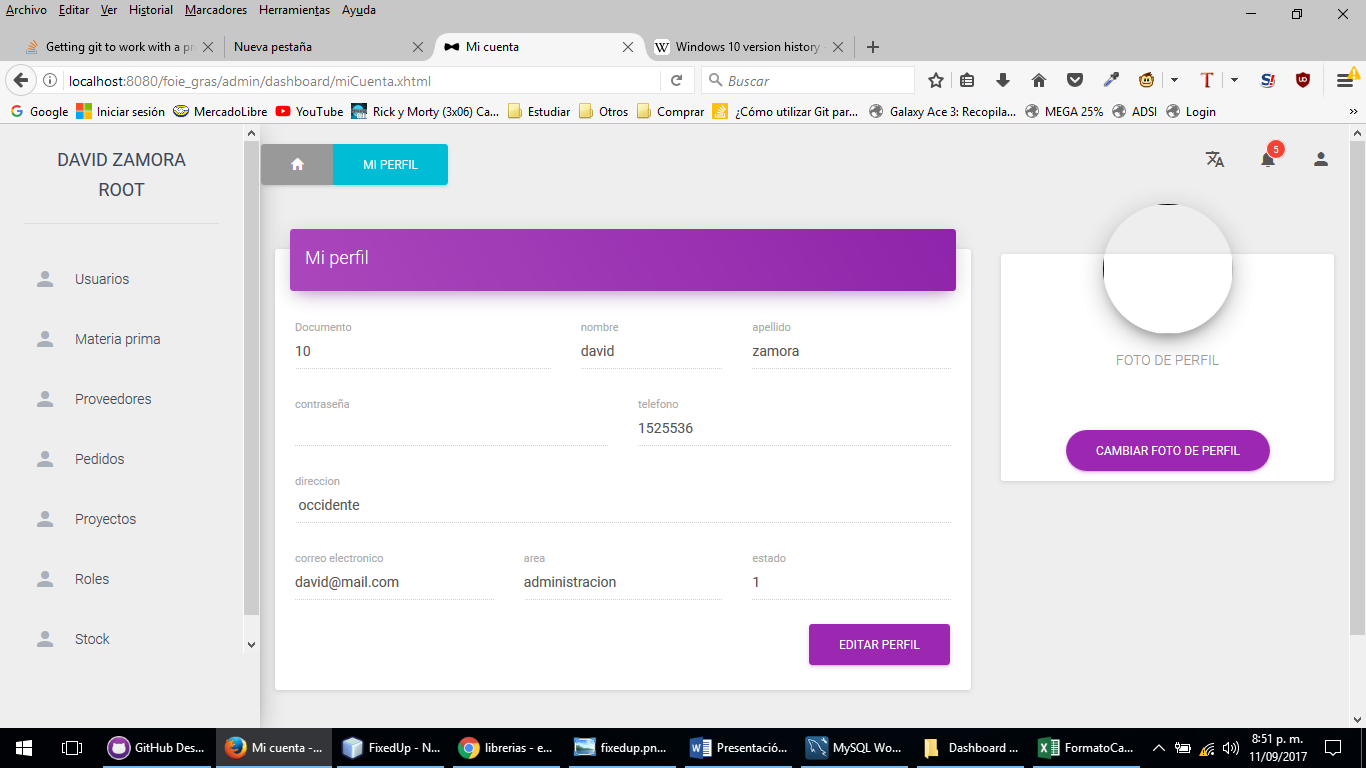 Archivo Editar Ver Historial Marcadores Herramientas Ayuda
Getting git to work with a pr
Nueva pestaña
Mi cuenta
Windows 10 version history
localhost:8080/foie_gras/admin/dashboard/miCuenta.xhtml
Buscar
Google Iniciar sesión MercadoLibre YouTube Rick y Morty (3x06) Ca... Estudiar Otros Comprar ¿Cómo utilizar Git par... Galaxy Ace 3: Recopila... MEGA 25% ADSI Login
DAVID ZAMORA
ROOT
Usuarios
Materia prima
Proveedores
Pedidos
Proyectos
Roles
Stock
MI PERFIL
5
Mi perfil
Documento
10
nombre
david
apellido
zamora
contraseña
telefono
1525536
direccion
occidente
correo electronico
david@mail.com
area
administracion
estado
1
EDITAR PERFIL
FOTO DE PERFIL
CAMBIAR FOTO DE PERFIL
GitHub Des...
Mi cuenta -...
FixedUp - N...
librerias - e...
fixedup.pn...
Presentació...
MySQL Wo...
Dashboard ...
FormatoCa...
8:51 p. m.
11/09/2017